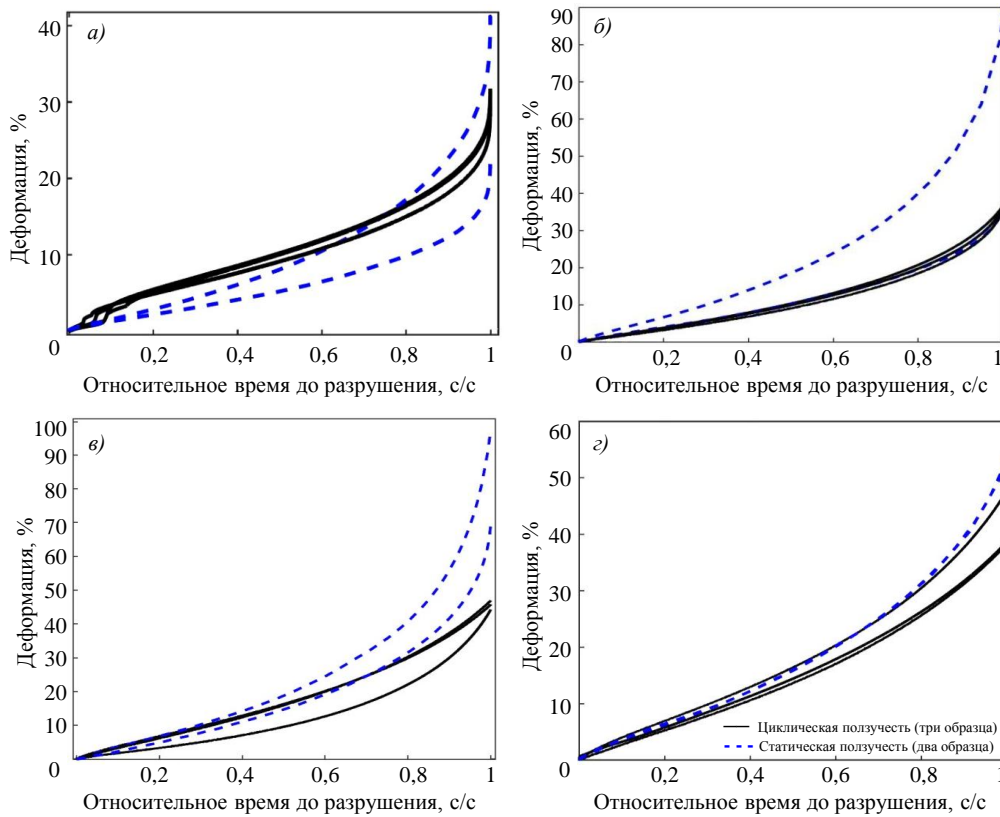 а)
Деформация, %
40
30
20
10
0
0,2 0,4 0,6 0,8 1
Относительное время до разрушения, с/с
б)
Деформация, %
90
80
70
60
50
40
30
20
10
0
0,2 0,4 0,6 0,8 1
Относительное время до разрушения, с/с
в)
Деформация, %
100
90
80
70
60
50
40
30
20
10
0
0,2 0,4 0,6 0,8 1
Относительное время до разрушения, с/с
г)
Деформация, %
60
50
40
30
20
10
0
Циклическая ползучесть (три образца)
Статическая ползучесть (два образца)
0,2 0,4 0,6 0,8 1
Относительное время до разрушения, с/с